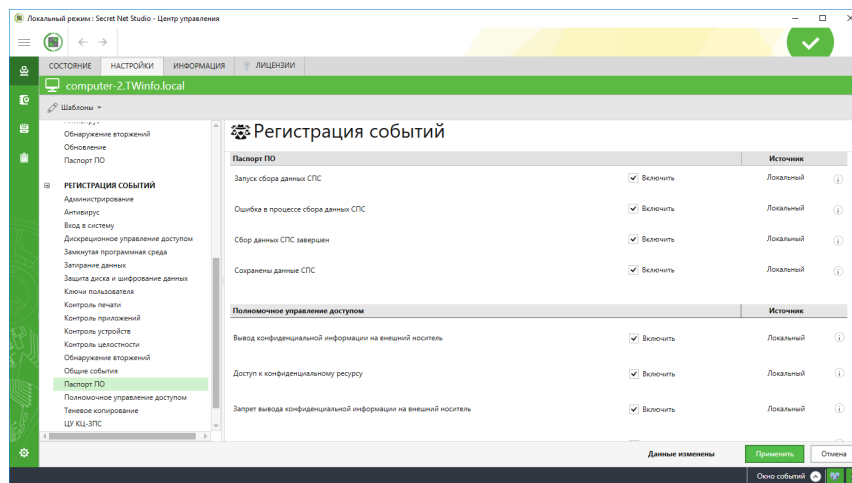 Локальный режим : Secret Net Studio - Центр управления
СОСТОЯНИЕ НАСТРОЙКИ ИНФОРМАЦИЯ ЛИЦЕНЗИИ
computer-2.TWinfo.local
Шаблоны
Обнаружение вторжений
Обновление
Паспорт ПО
РЕГИСТРАЦИЯ СОБЫТИЙ
Администрирование
Антивирус
Вход в систему
Дискреционное управление доступом
Замкнутая программная среда
Затирание данных
Защита диска и шифрование данных
Ключи пользователя
Контроль печати
Контроль приложений
Контроль устройств
Контроль целостности
Обнаружение вторжений
Общие события
Паспорт ПО
Полномочное управление доступом
Теневое копирование
ЦУ КЦ-ЗПС
Регистрация событий
Паспорт ПО Источник
Запуск сбора данных СПС Включить Локальный
Ошибка в процессе сбора данных СПС Включить Локальный
Сбор данных СПС завершен Включить Локальный
Сохранены данные СПС Включить Локальный
Полномочное управление доступом Источник
Вывод конфиденциальной информации на внешний носитель Включить Локальный
Доступ к конфиденциальному ресурсу Включить Локальный
Запрет вывода конфиденциальной информации на внешний носитель Включить Локальный
Данные изменены Применить Отмена
Окно событий